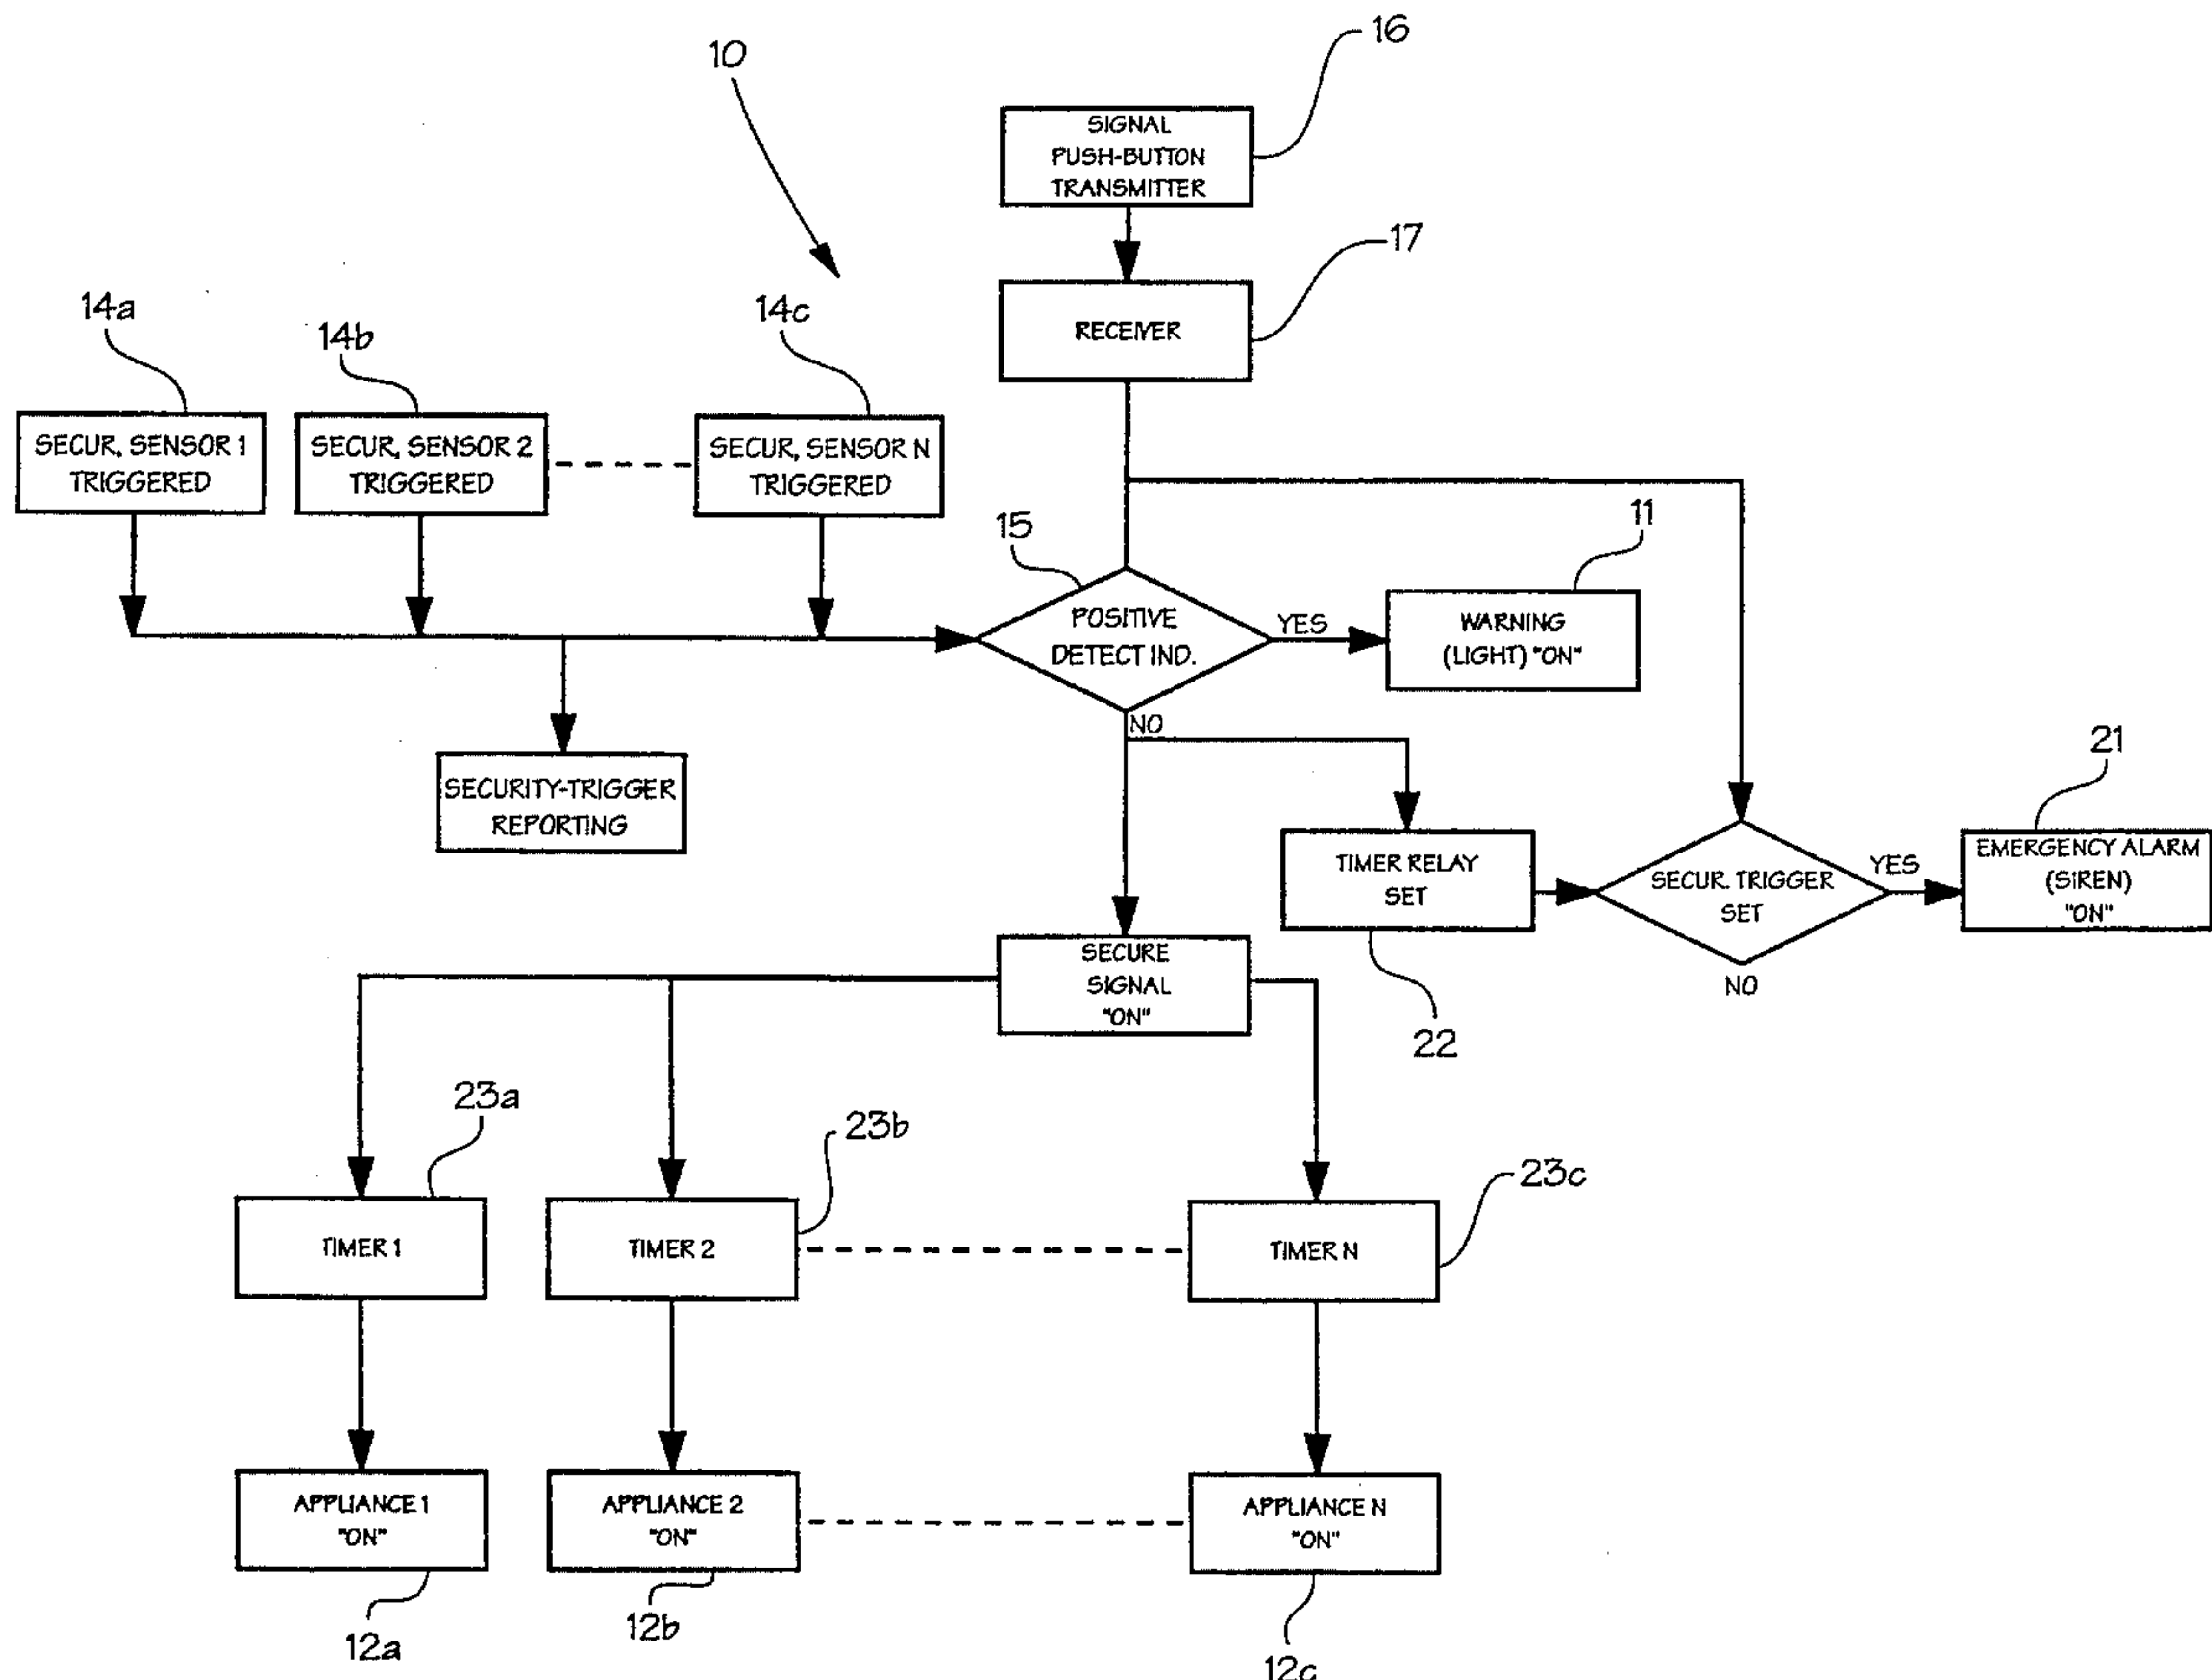 10
16
SIGNAL
PUSH-BUTTON
TRANSMITTER
17
RECEIVER
14a
14b
14c
SECUR, SENSOR 1
TRIGGERED
SECUR, SENSOR 2
TRIGGERED
SECUR, SENSOR N
TRIGGERED
15
11
POSITIVE
DETECT IND.
YES
WARNING
(LIGHT) "ON"
NO
SECURITY-TRIGGER
REPORTING
21
TIMER RELAY
SET
SECUR. TRIGGER
SET
YES
EMERGENCY ALARM
(SIREN)
"ON"
NO
22
SECURE
SIGNAL
"ON"
23a
23b
23c
TIMER 1
TIMER 2
TIMER N
APPLIANCE 1
"ON"
APPLIANCE 2
"ON"
APPLIANCE N
"ON"
12a
12b
12c